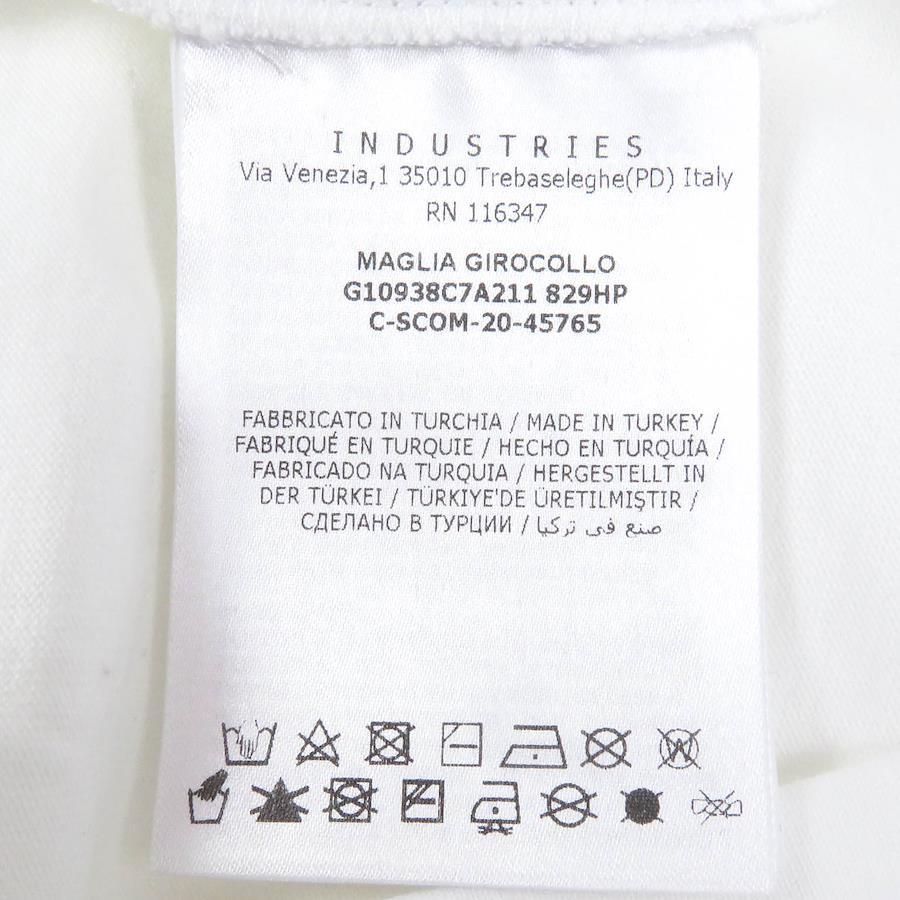 INDUSTRIES
Via Venezia,1 35010 Trebaseleghe(PD) Italy
RN 116347
MAGLIA GIROCOLLO
G10938C7A211 829HP
C-SCOM-20-45765
FABBRICATO IN TURCHIA / MADE IN TURKEY /
FABRIQUÉ EN TURQUIE / HECHO EN TURQUÍA /
FABRICADO NA TURQUIA / HERGESTELLT IN
DER TÜRKEI / TÜRKIYE'DE ÜRETILMIŞTIR /
СДЕЛАНО В ТУРЦИИ / صنع في تركيا